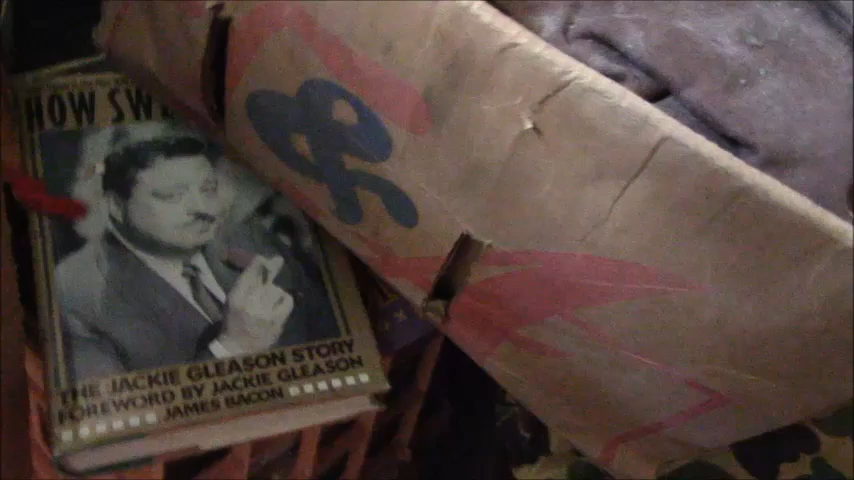 HOW SW
THE JACKIE GLEASON STORY
FOREWORD BY JACKIE GLEASON
JAMES BACON